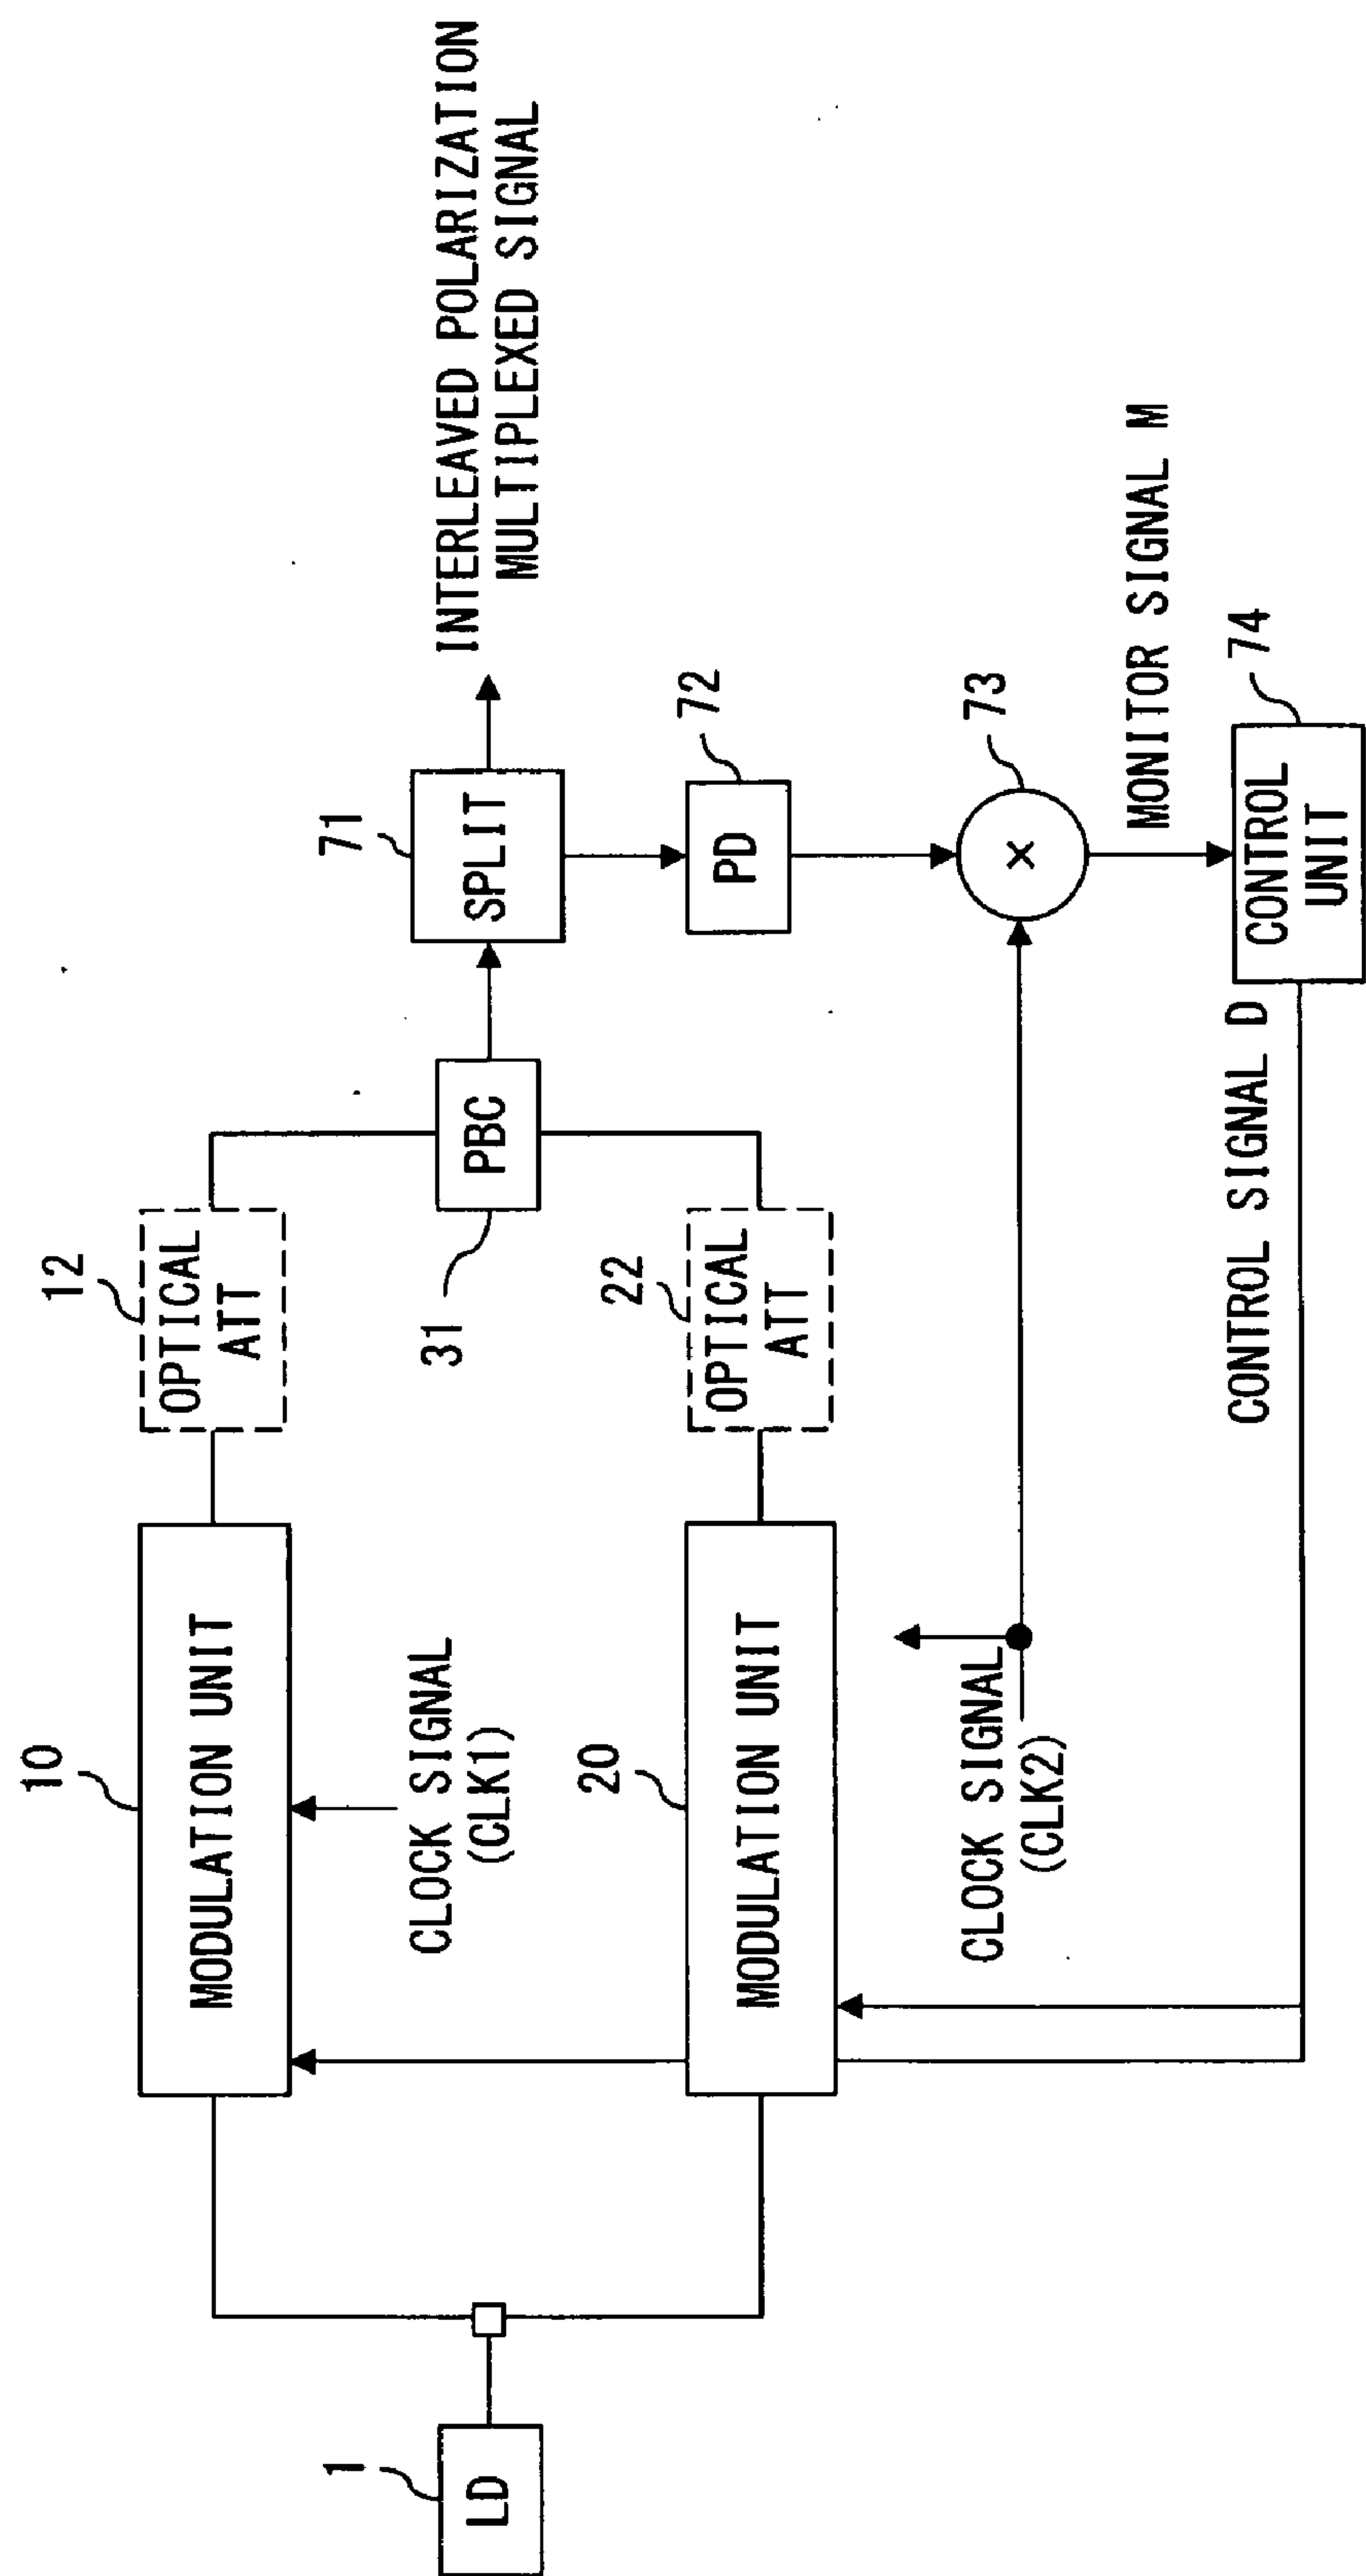 1
LD
10
MODULATION UNIT
CLOCK SIGNAL
(CLK1)
12
OPTICAL
ATT
20
MODULATION UNIT
22
OPTICAL
ATT
31
PBC
71
SPLIT
INTERLEAVED POLARIZATION
MULTIPLEXED SIGNAL
72
PD
CLOCK SIGNAL
(CLK2)
73
×
MONITOR SIGNAL M
74
CONTROL
UNIT
CONTROL SIGNAL D